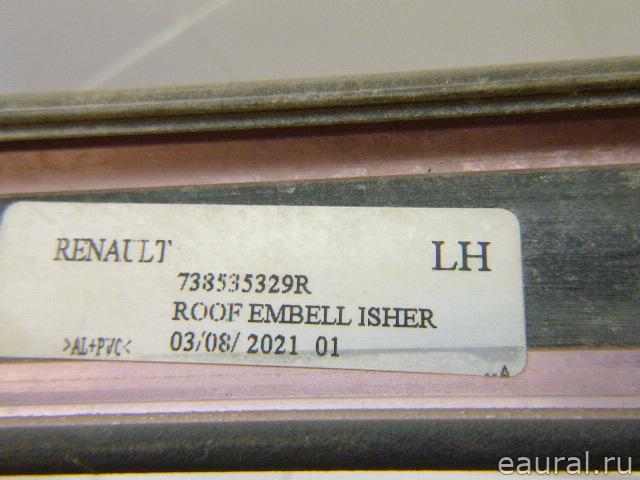 RENAULT LH
738535329R
ROOF EMBELL ISHER
>AL+PVC< 03/08/ 2021 01
eaural.ru